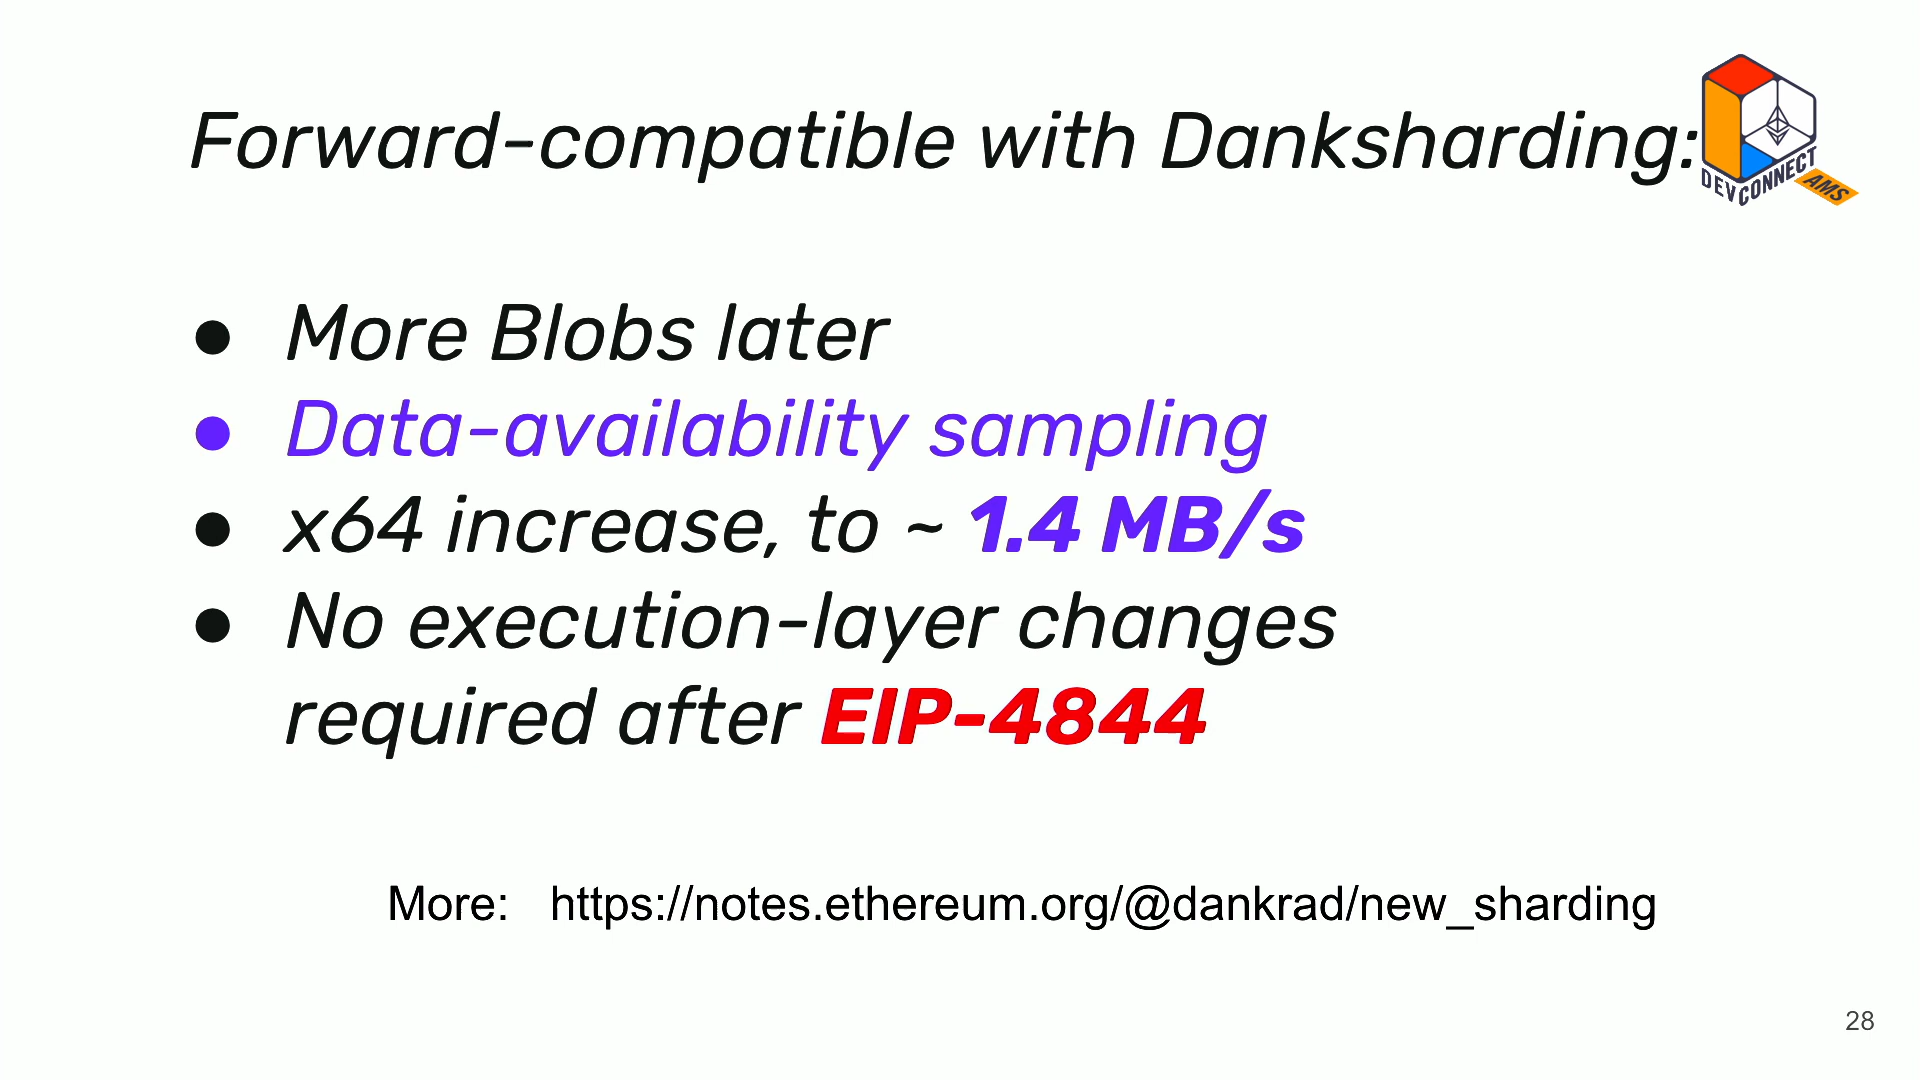 Forward-compatible with Danksharding:
DEVCONNECT
AMS
● More Blobs later
● Data-availability sampling
● x64 increase, to ~ 1.4 MB/s
● No execution-layer changes
required after EIP-4844
More: https://notes.ethereum.org/@dankrad/new_sharding
28